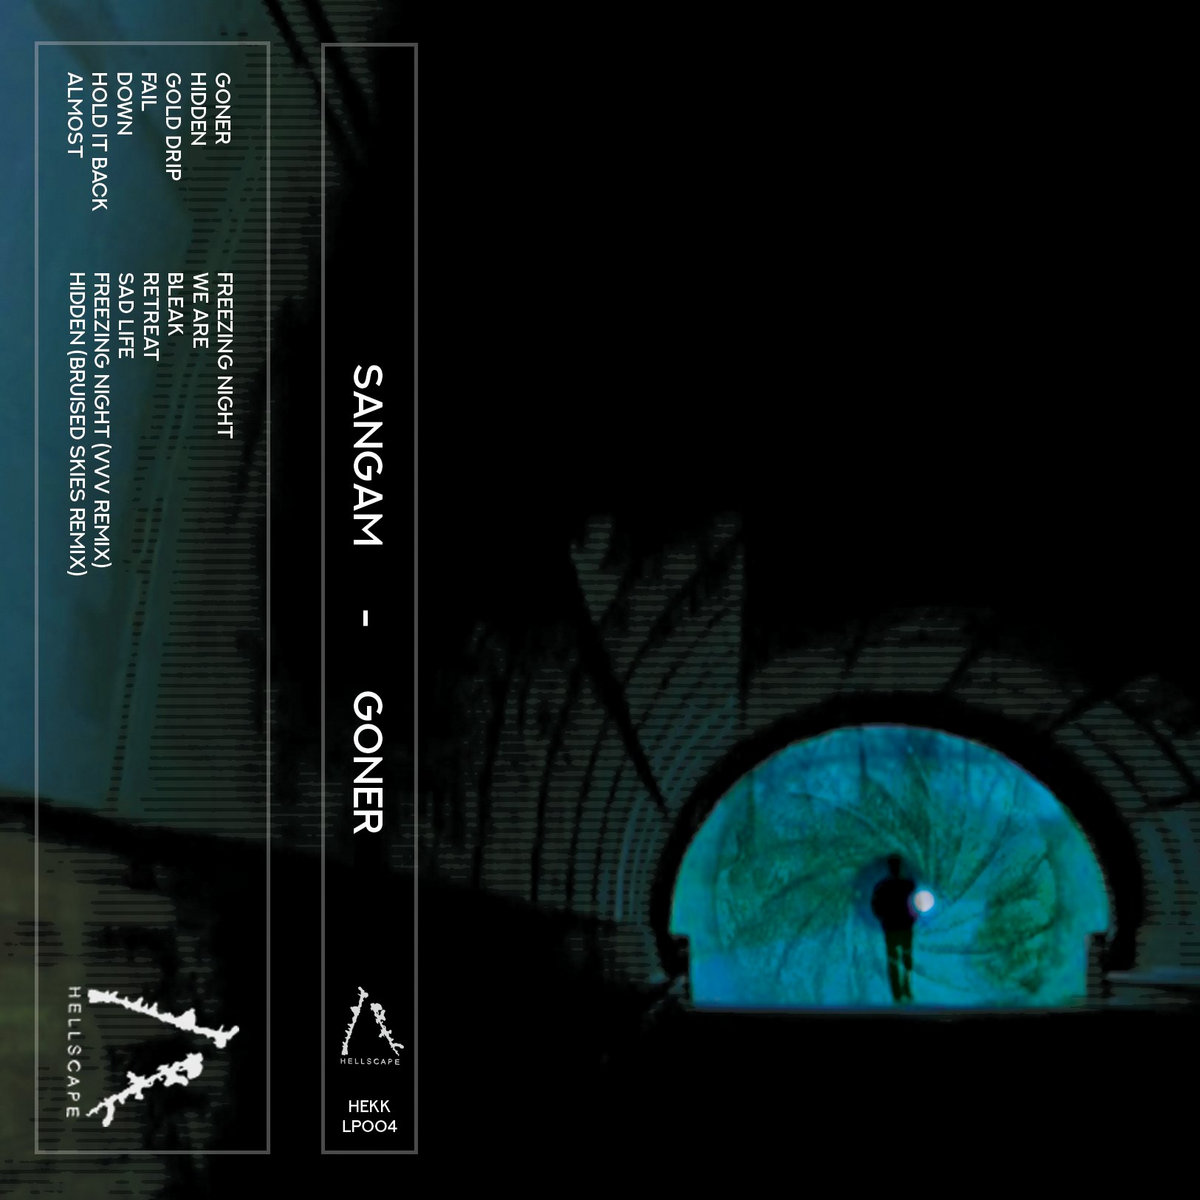 GONER
HIDDEN
GOLD DRIP
FAIL
DOWN
HOLD IT BACK
ALMOST
FREEZING NIGHT
WE ARE
BLEAK
RETREAT
SAD LIFE
FREEZING NIGHT (VVV REMIX)
HIDDEN (BRUISED SKIES REMIX)
HELLSCAPE
SANGAM - GONER
HELLSCAPE
HEKK
LP004